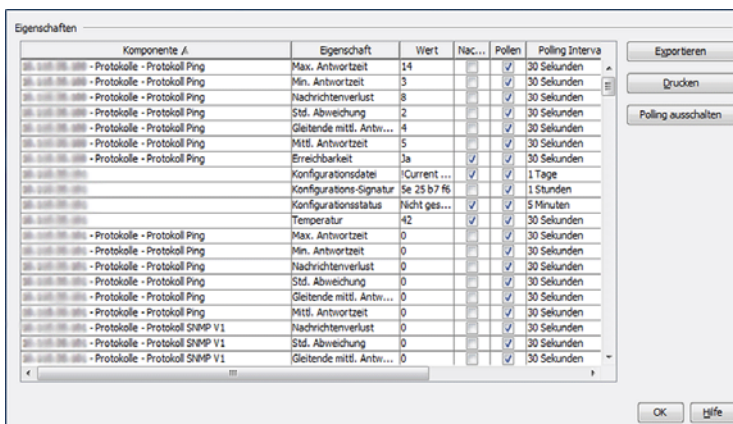 Eigenschaften
Komponente Eigenschaft Wert Nac... Pollen Polling Interva
- Protokolle - Protokoll Ping Max. Antwortzeit 14 30 Sekunden
- Protokolle - Protokoll Ping Min. Antwortzeit 3 30 Sekunden
- Protokolle - Protokoll Ping Nachrichtenverlust 8 30 Sekunden
- Protokolle - Protokoll Ping Std. Abweichung 2 30 Sekunden
- Protokolle - Protokoll Ping Gleitende mittl. Antw... 4 30 Sekunden
- Protokolle - Protokoll Ping Mittl. Antwortzeit 5 30 Sekunden
- Protokolle - Protokoll Ping Erreichbarkeit Ja 30 Sekunden
Konfigurationsdatei !Current ... 1 Tage
Konfigurations-Signatur 5e 25 b7 f6 1 Stunden
Konfigurationsstatus Nicht ges... 5 Minuten
Temperatur 42 30 Sekunden
- Protokolle - Protokoll Ping Max. Antwortzeit 0 30 Sekunden
- Protokolle - Protokoll Ping Min. Antwortzeit 0 30 Sekunden
- Protokolle - Protokoll Ping Nachrichtenverlust 0 30 Sekunden
- Protokolle - Protokoll Ping Std. Abweichung 0 30 Sekunden
- Protokolle - Protokoll Ping Gleitende mittl. Antw... 0 30 Sekunden
- Protokolle - Protokoll Ping Mittl. Antwortzeit 0 30 Sekunden
- Protokolle - Protokoll SNMP V1 Nachrichtenverlust 0 30 Sekunden
- Protokolle - Protokoll SNMP V1 Std. Abweichung 0 30 Sekunden
- Protokolle - Protokoll SNMP V1 Gleitende mittl. Antw... 0 30 Sekunden
Exportieren
Drucken
Polling ausschalten
OK Hilfe